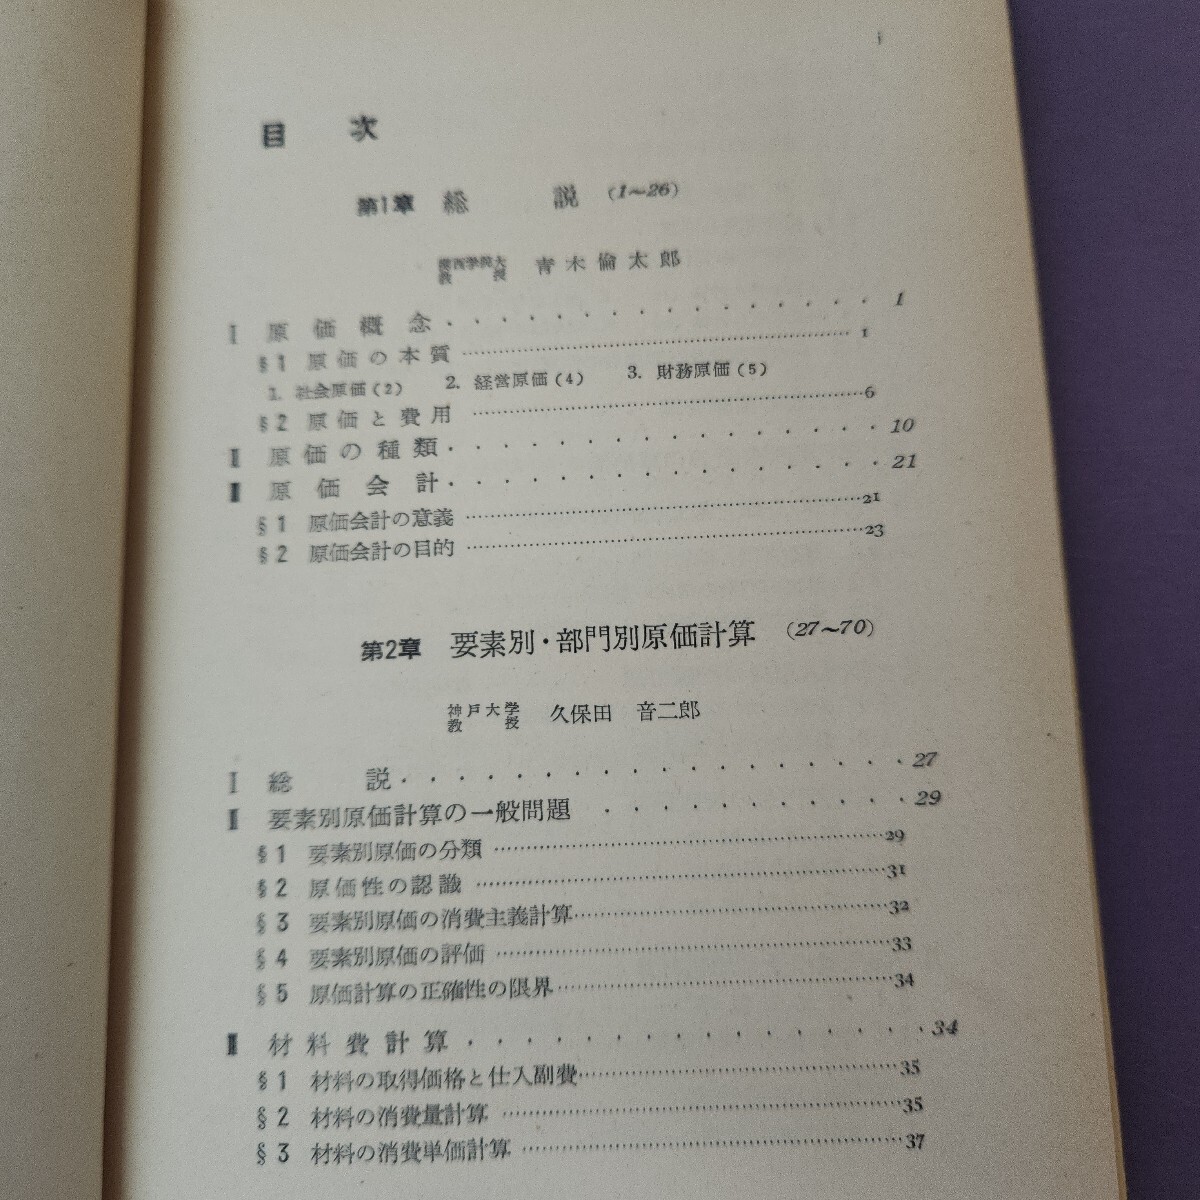 i
目次
第1章 総説 (1〜26)
関西学院大教授 青木倫太郎
Ⅰ 原価概念 1
§1 原価の本質 1
1. 社会原価(2) 2. 経営原価(4) 3. 財務原価(5)
§2 原価と費用 6
Ⅱ 原価の種類 10
Ⅲ 原価会計 21
§1 原価会計の意義 21
§2 原価会計の目的 23
第2章 要素別・部門別原価計算 (27〜70)
神戸大学教授 久保田音二郎
Ⅰ 総説 27
Ⅱ 要素別原価計算の一般問題 29
§1 要素別原価の分類 29
§2 原価性の認識 31
§3 要素別原価の消費主義計算 32
§4 要素別原価の評価 33
§5 原価計算の正確性の限界 34
Ⅲ 材料費計算 34
§1 材料の取得価格と仕入副費 35
§2 材料の消費量計算 35
§3 材料の消費単価計算 37